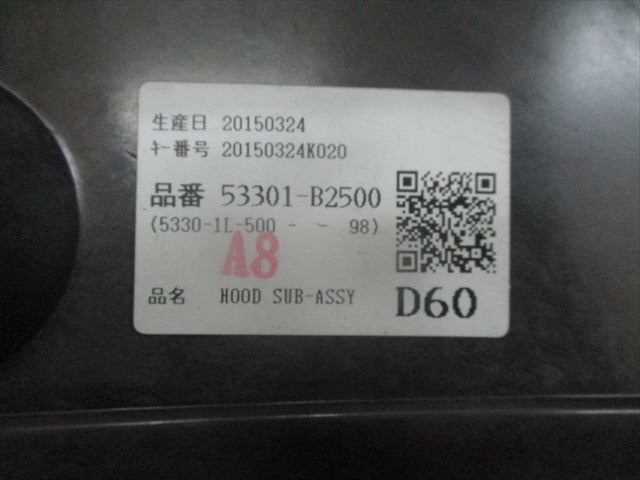 生産日 20150324
キー番号 20150324K020
品番 53301-B2500
(5330-1L-500 - - 98)
A8
品名 HOOD SUB-ASSY
D60